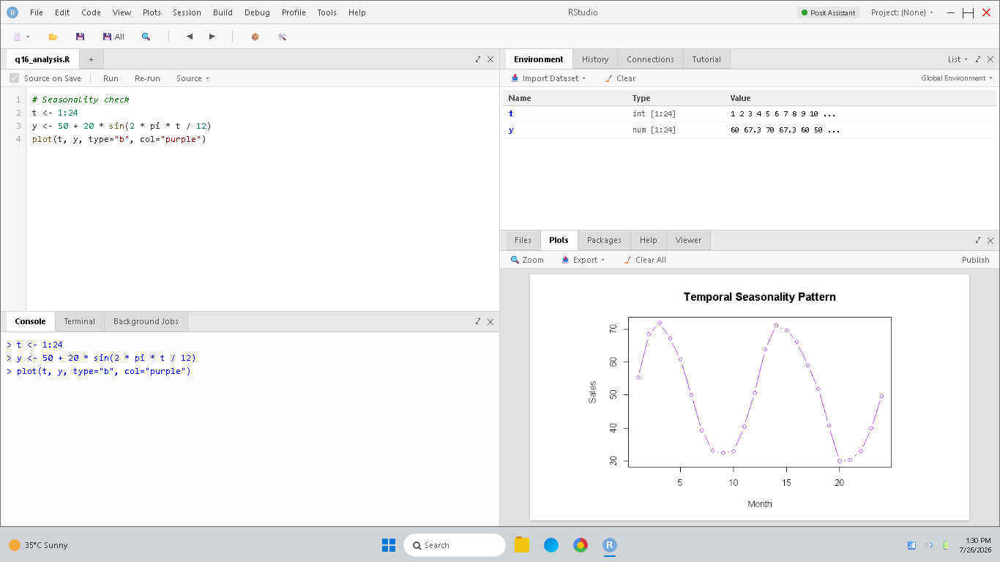 R File Edit Code View Plots Session Build Debug Profile Tools Help RStudio Posit Assistant Project: (None)
All
q16_analysis.R +
Source on Save Run Re-run Source
1 # Seasonality check
2 t <- 1:24
3 y <- 50 + 20 * sin(2 * pi * t / 12)
4 plot(t, y, type="b", col="purple")
Console Terminal Background Jobs
> t <- 1:24
> y <- 50 + 20 * sin(2 * pi * t / 12)
> plot(t, y, type="b", col="purple")
Environment History Connections Tutorial List
Import Dataset Clear Global Environment
Name Type Value
t int [1:24] 1 2 3 4 5 6 7 8 9 10 ...
y num [1:24] 60 67.3 70 67.3 60 50 ...
Files Plots Packages Help Viewer
Zoom Export Clear All Publish
Temporal Seasonality Pattern
70
60
50
40
30
Sales
5 10 15 20
Month
35°C Sunny Search R 1:30 PM
7/26/2026